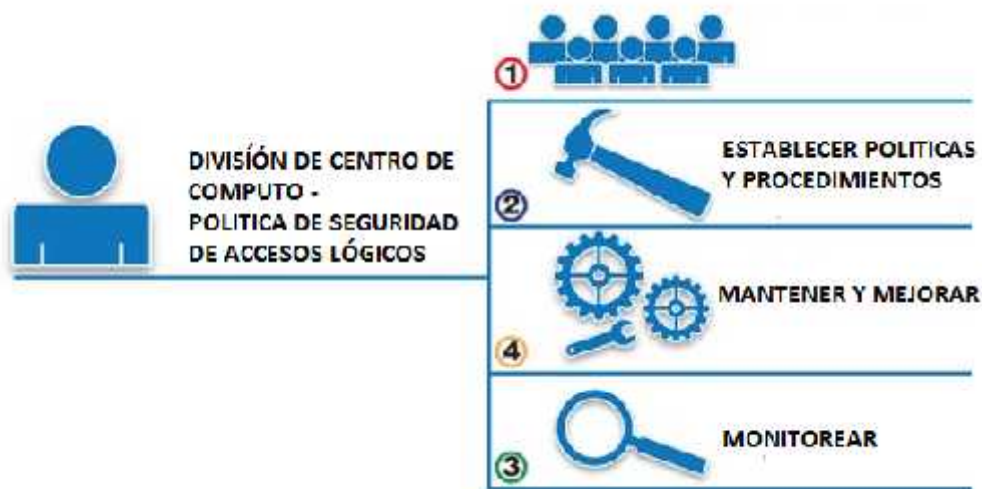 1
DIVISÍÓN DE CENTRO DE
COMPUTO -
POLITICA DE SEGURIDAD
DE ACCESOS LÓGICOS
ESTABLECER POLITICAS
Y PROCEDIMIENTOS
2
MANTENER Y MEJORAR
4
MONITOREAR
3